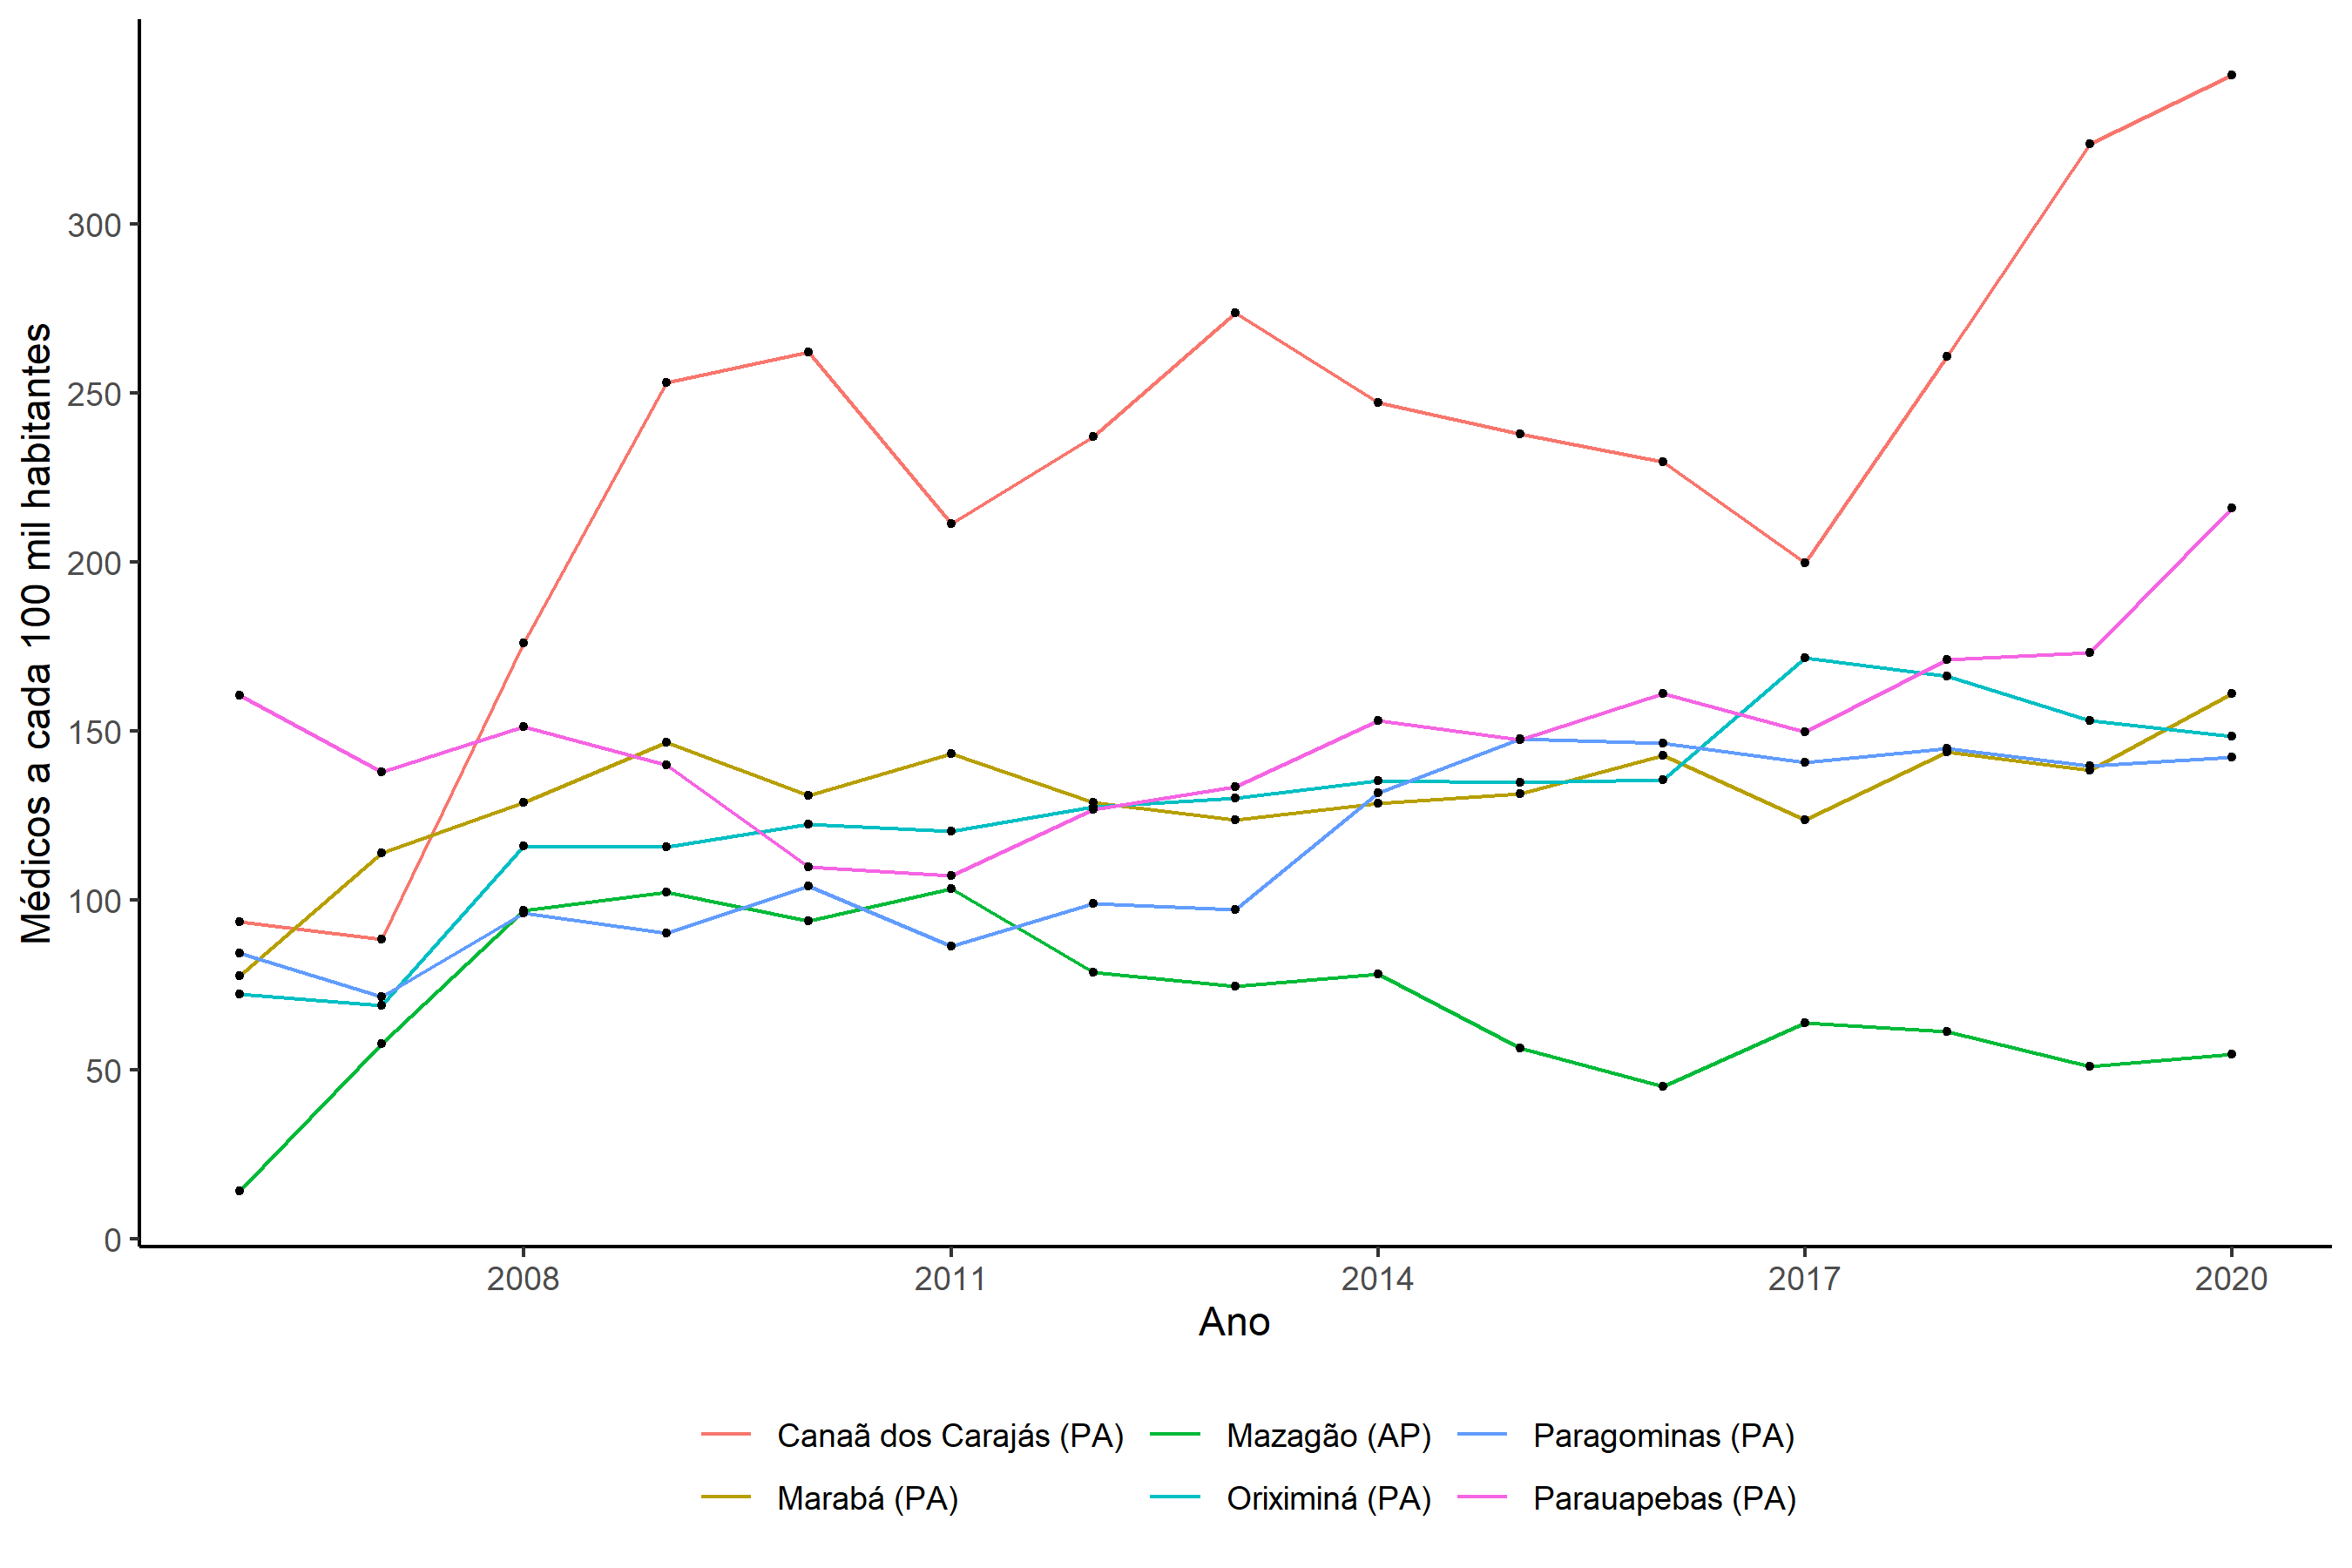 Médicos a cada 100 mil habitantes
300
250
200
150
100
50
0
2008 2011 2014 2017 2020
Ano
Canaã dos Carajás (PA) Mazagão (AP) Paragominas (PA)
Marabá (PA) Oriximiná (PA) Parauapebas (PA)